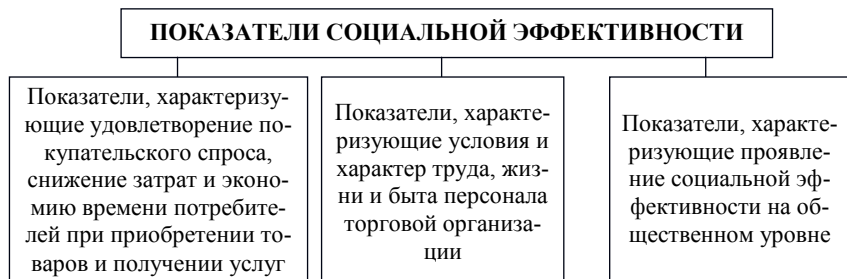 ПОКАЗАТЕЛИ СОЦИАЛЬНОЙ ЭФФЕКТИВНОСТИ
Показатели, характеризу-
ющие удовлетворение по-
купательского спроса,
снижение затрат и эконо-
мию времени потребите-
лей при приобретении то-
варов и получении услуг
Показатели, характе-
ризующие условия и
характер труда, жиз-
ни и быта персонала
торговой организа-
ции
Показатели, характе-
ризующие проявле-
ние социальной эф-
фективности на об-
щественном уровне